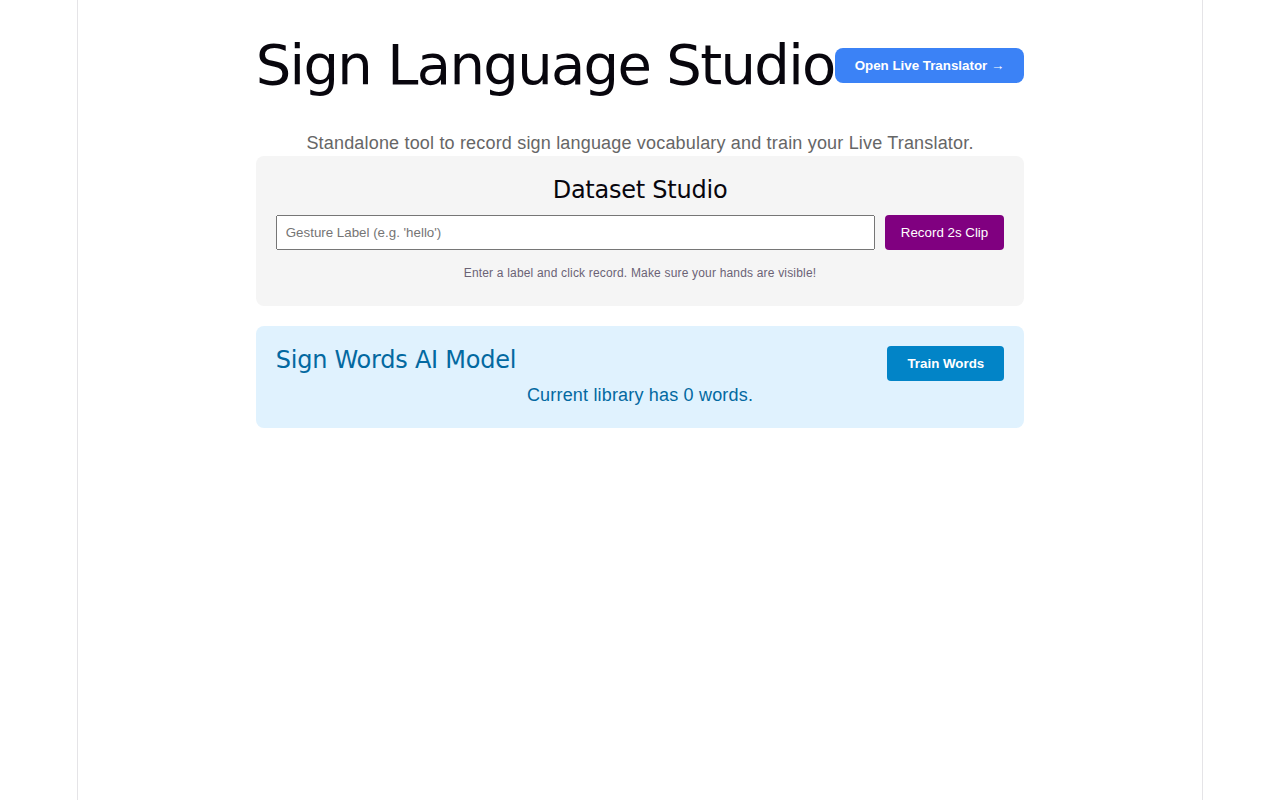 Sign Language Studio
Open Live Translator →
Standalone tool to record sign language vocabulary and train your Live Translator.
Dataset Studio
Gesture Label (e.g. 'hello')
Record 2s Clip
Enter a label and click record. Make sure your hands are visible!
Sign Words AI Model
Train Words
Current library has 0 words.